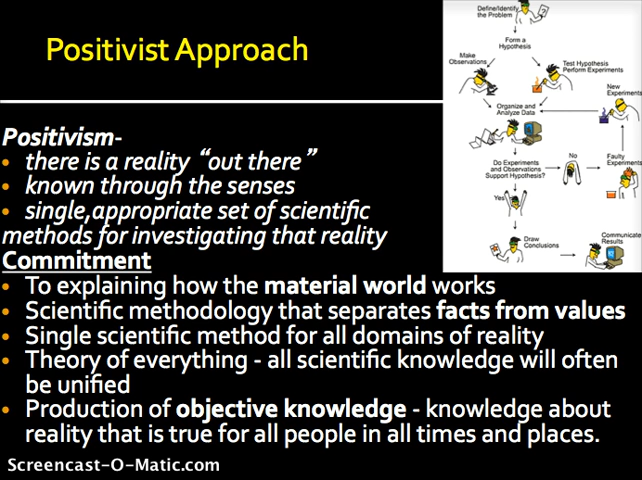 Positivist Approach
Define/Identify
the Problem
Form a
Hypothesis
Make
Observations
Test Hypothesis
Perform Experiments
New
Experiments
Organize and
Analyze Data
Do Experiments
and Observations
Support Hypothesis?
No
Faulty
Experiments
Yes
Draw
Conclusions
Communicate
Results
Positivism-
• there is a reality “out there”
• known through the senses
• single,appropriate set of scientific
methods for investigating that reality
Commitment
• To explaining how the material world works
• Scientific methodology that separates facts from values
• Single scientific method for all domains of reality
• Theory of everything - all scientific knowledge will often
be unified
• Production of objective knowledge - knowledge about
reality that is true for all people in all times and places.
Screencast-O-Matic.com